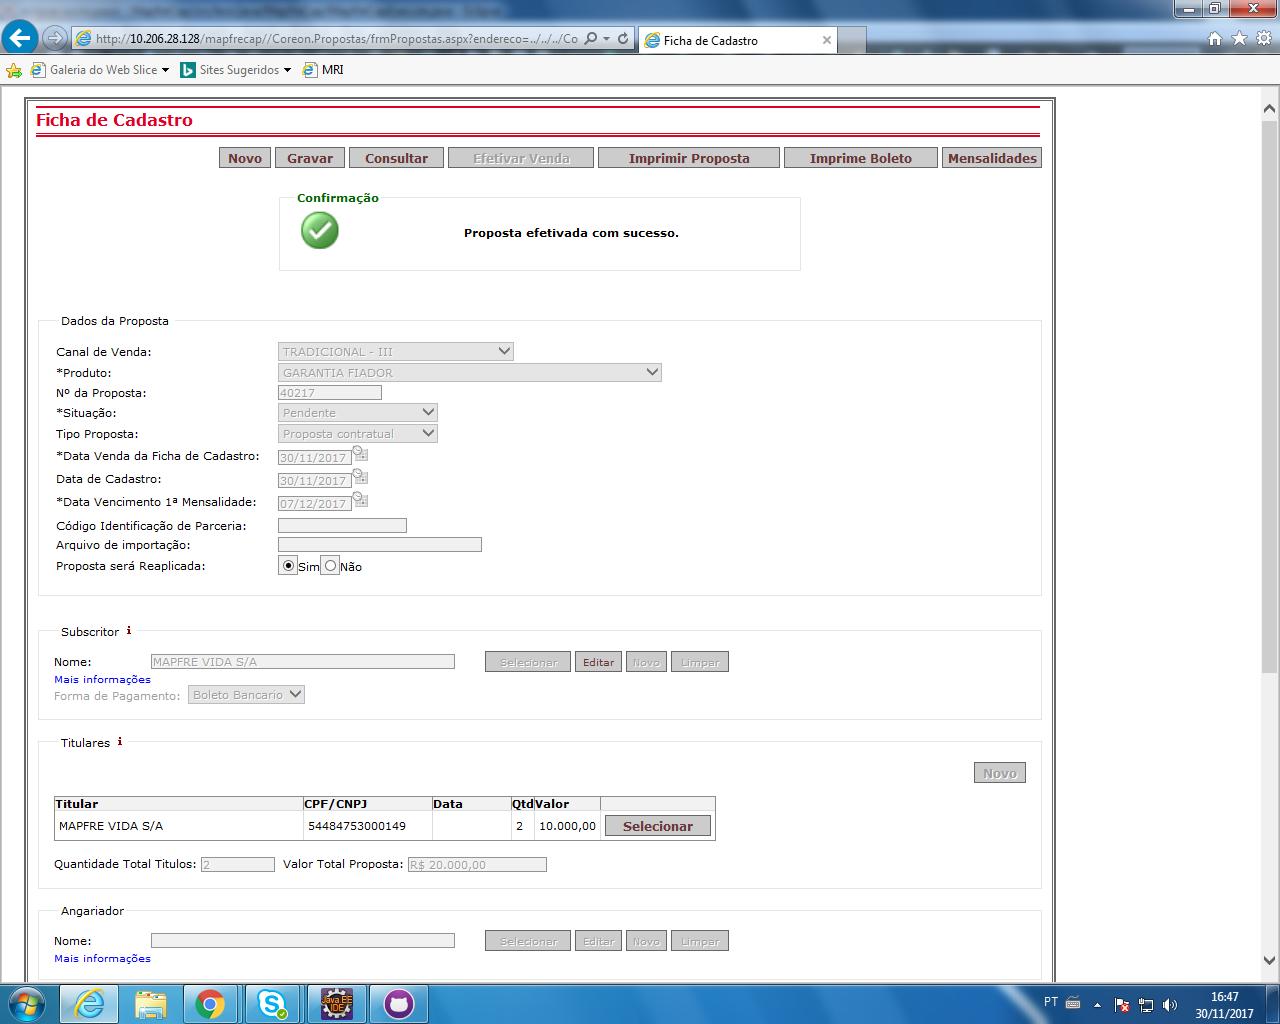 http://10.206.28.128/mapfrecap//Coreon.Propostas/frmPropostas.aspx?endereco=../../../Co
Ficha de Cadastro
Galeria do Web Slice
Sites Sugeridos
MRI
Ficha de Cadastro
Novo Gravar Consultar Efetivar Venda Imprimir Proposta Imprime Boleto Mensalidades
Confirmação
Proposta efetivada com sucesso.
Dados da Proposta
Canal de Venda: TRADICIONAL - III
*Produto: GARANTIA FIADOR
Nº da Proposta: 40217
*Situação: Pendente
Tipo Proposta: Proposta contratual
*Data Venda da Ficha de Cadastro: 30/11/2017
Data de Cadastro: 30/11/2017
*Data Vencimento 1ª Mensalidade: 07/12/2017
Código Identificação de Parceria:
Arquivo de importação:
Proposta será Reaplicada: Sim Não
Subscritor i
Nome: MAPFRE VIDA S/A Selecionar Editar Novo Limpar
Mais informações
Forma de Pagamento: Boleto Bancario
Titulares i
Novo
Titular CPF/CNPJ Data Qtd Valor
MAPFRE VIDA S/A 54484753000149 2 10.000,00 Selecionar
Quantidade Total Titulos: 2 Valor Total Proposta: R$ 20.000,00
Angariador
Nome: Selecionar Editar Novo Limpar
Mais informações
Java EE
IDE
PT
16:47
30/11/2017